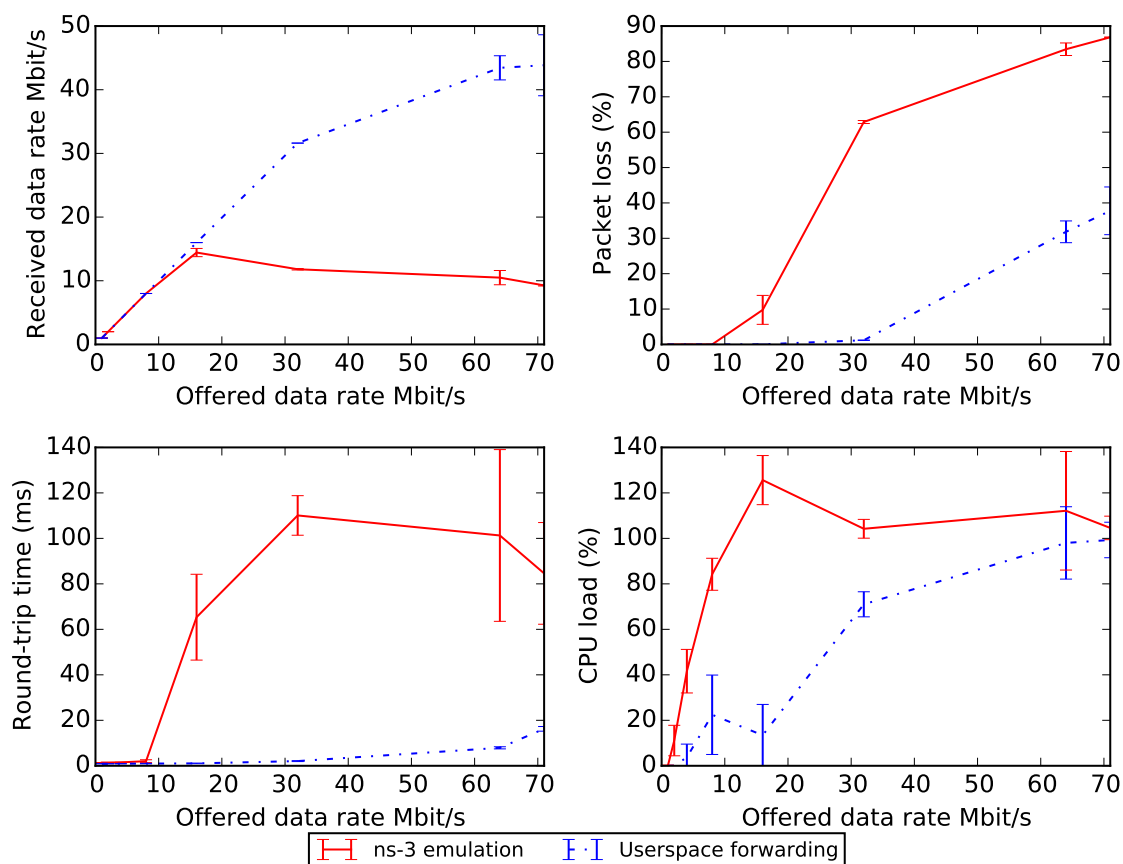 50
40
30
20
10
0
Received data rate Mbit/s
0 10 20 30 40 50 60 70
Offered data rate Mbit/s
90
80
70
60
50
40
30
20
10
0
Packet loss (%)
0 10 20 30 40 50 60 70
Offered data rate Mbit/s
140
120
100
80
60
40
20
0
Round-trip time (ms)
0 10 20 30 40 50 60 70
Offered data rate Mbit/s
140
120
100
80
60
40
20
0
CPU load (%)
0 10 20 30 40 50 60 70
Offered data rate Mbit/s
ns-3 emulation
Userspace forwarding